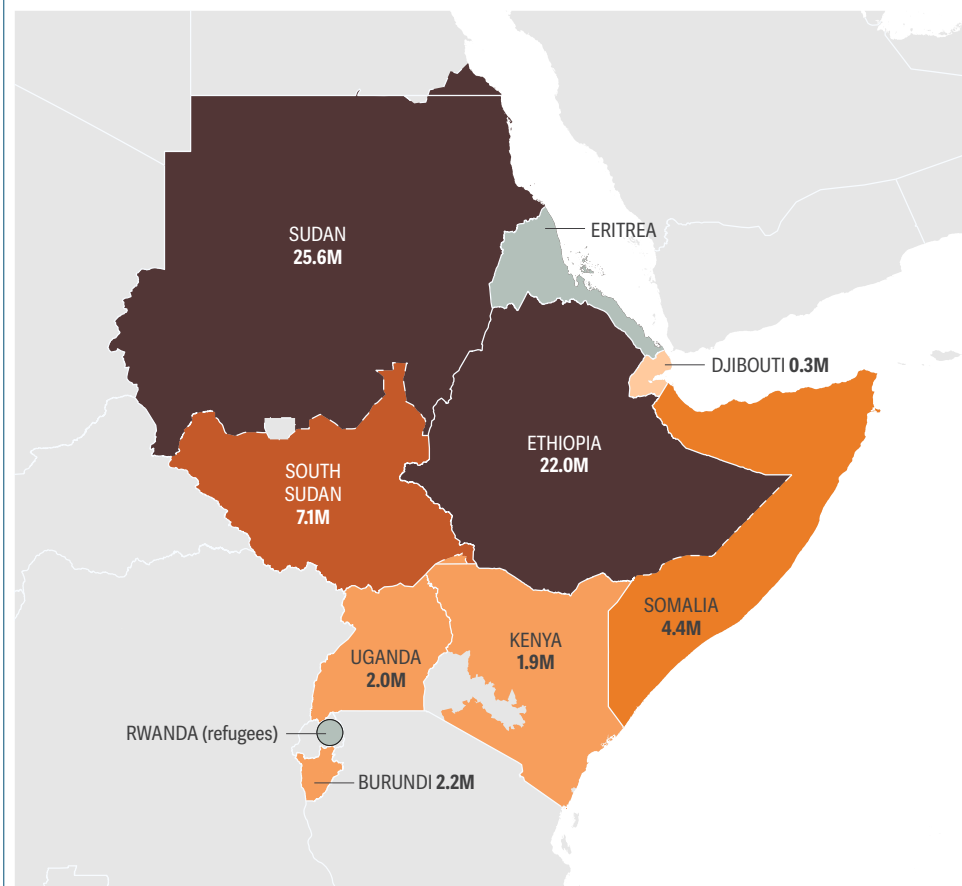 SUDAN
25.6M
ERITREA
DJIBOUTI 0.3M
ETHIOPIA
22.0M
SOUTH
SUDAN
7.1M
SOMALIA
4.4M
KENYA
1.9M
UGANDA
2.0M
RWANDA (refugees)
BURUNDI 2.2M